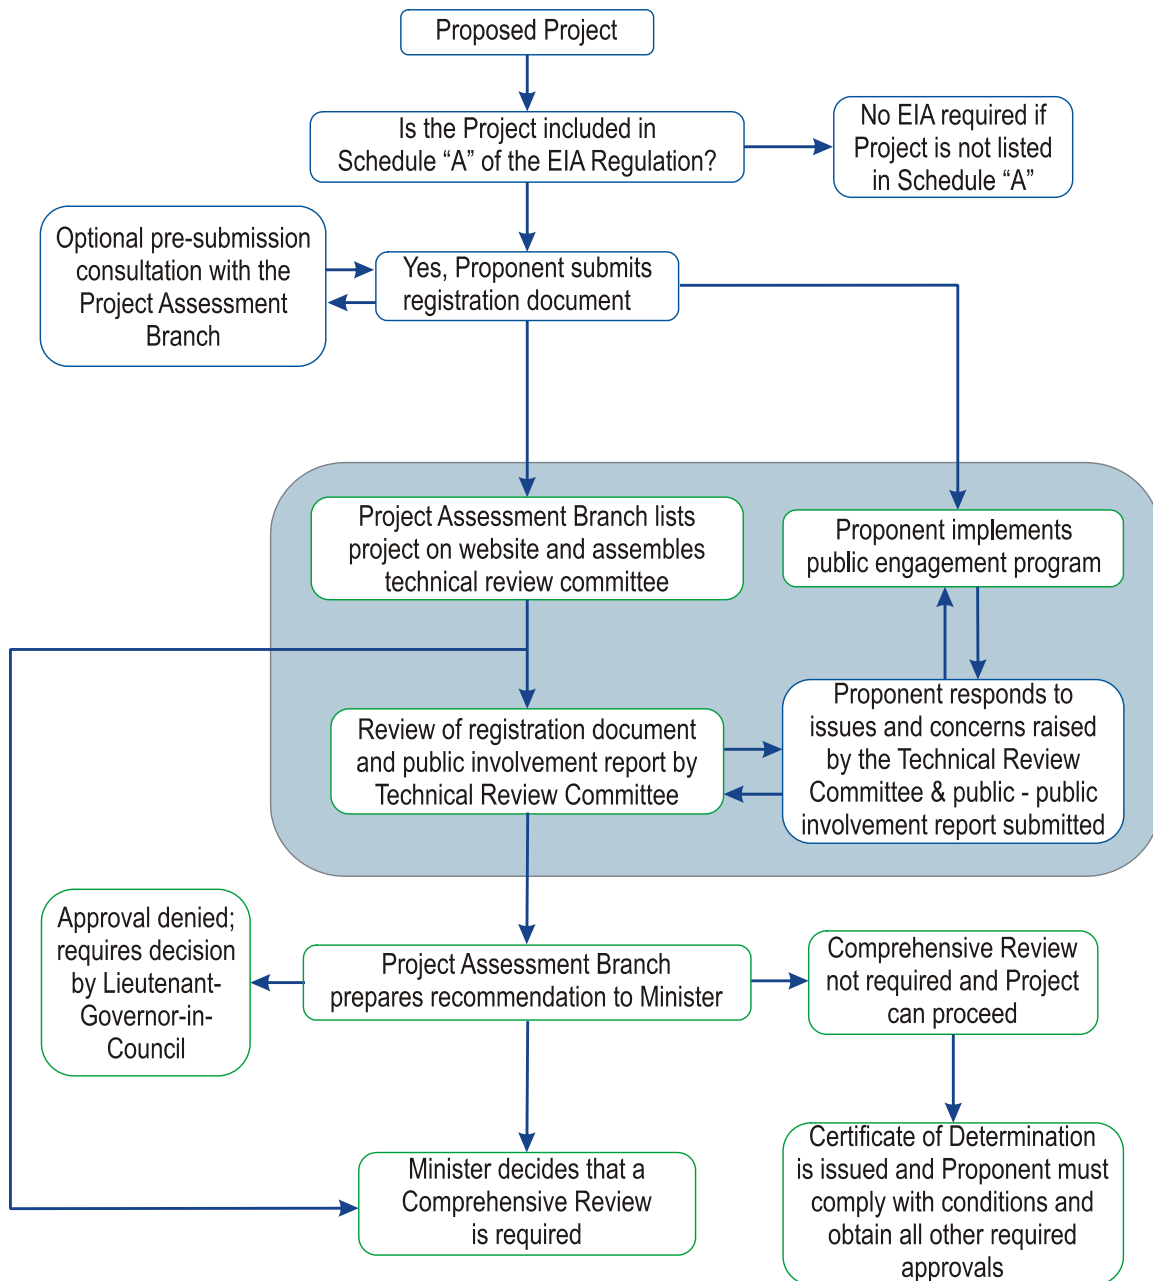 Proposed Project
Is the Project included in
Schedule “A” of the EIA Regulation?
No EIA required if
Project is not listed
in Schedule “A”
Optional pre-submission
consultation with the
Project Assessment
Branch
Yes, Proponent submits
registration document
Project Assessment Branch lists
project on website and assembles
technical review committee
Proponent implements
public engagement program
Review of registration document
and public involvement report by
Technical Review Committee
Proponent responds to
issues and concerns raised
by the Technical Review
Committee & public - public
involvement report submitted
Approval denied;
requires decision
by Lieutenant-
Governor-in-
Council
Project Assessment Branch
prepares recommendation to Minister
Comprehensive Review
not required and Project
can proceed
Minister decides that a
Comprehensive Review
is required
Certificate of Determination
is issued and Proponent must
comply with conditions and
obtain all other required
approvals